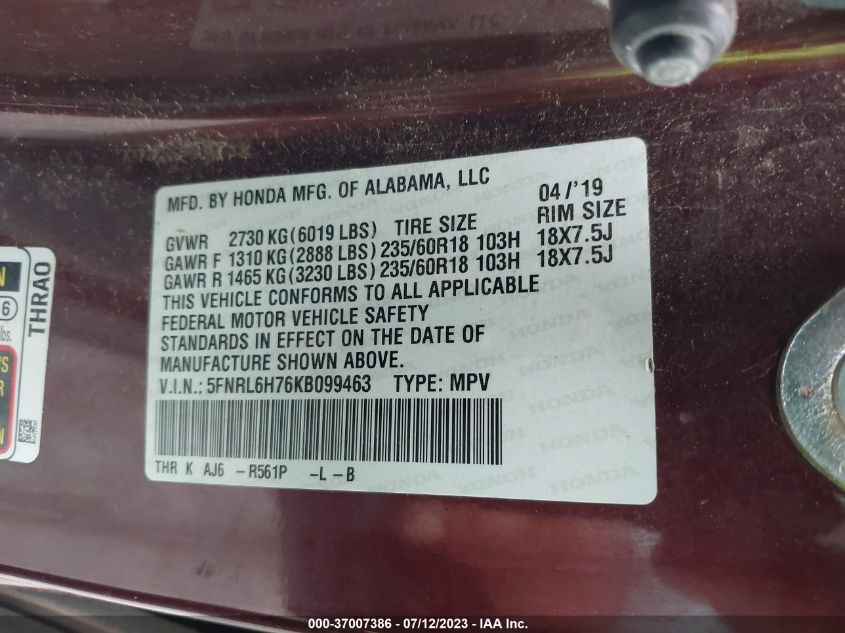 MFD. BY HONDA MFG. OF ALABAMA, LLC 04/'19
GVWR 2730 KG(6019 LBS) TIRE SIZE RIM SIZE
GAWR F 1310 KG(2888 LBS) 235/60R18 103H 18X7.5J
GAWR R 1465 KG(3230 LBS) 235/60R18 103H 18X7.5J
THIS VEHICLE CONFORMS TO ALL APPLICABLE
FEDERAL MOTOR VEHICLE SAFETY
STANDARDS IN EFFECT ON THE DATE OF
MANUFACTURE SHOWN ABOVE.
V.I.N.: 5FNRL6H76KB099463 TYPE: MPV
THR K AJ6 -R561P -L-B
THRAO
6
lbs.
000-37007386 - 07/12/2023 - IAA Inc.